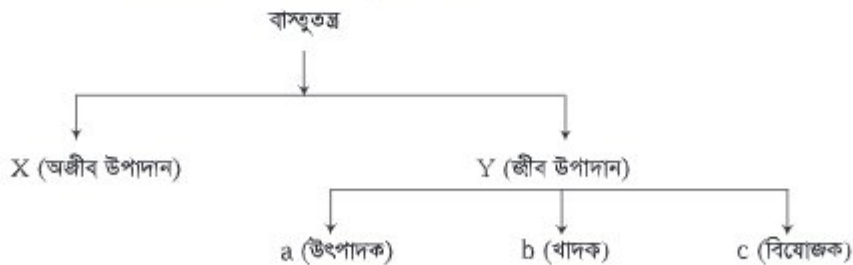 বাস্তুতন্ত্র
X (অজীব উপাদান) Y (জীব উপাদান)
a (উৎপাদক) b (খাদক) c (বিযোজক)